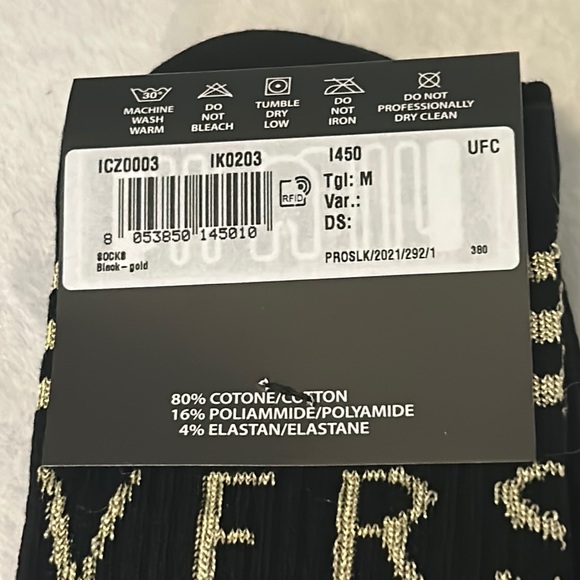 30°
MACHINE WASH WARM
DO NOT BLEACH
TUMBLE DRY LOW
DO NOT IRON
DO NOT PROFESSIONALLY DRY CLEAN
ICZ0003 IK0203 I450 UFC
RFID
Tgl: M
Var.:
DS:
8 053850 145010
SOCKS
Black-gold
PROSLK/2021/292/1 380
80% COTONE/COTTON
16% POLIAMMIDE/POLYAMIDE
4% ELASTAN/ELASTANE
VERS